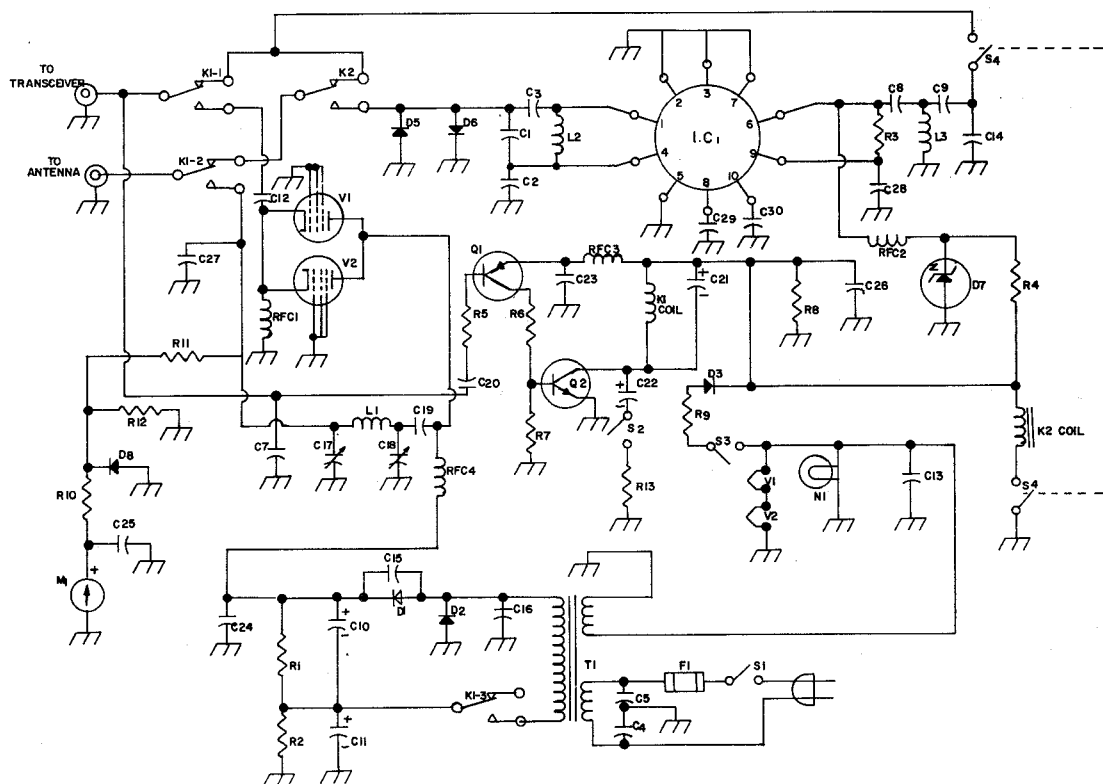 TO
TRANSCEIVER
K1-1
K2
S4
TO
ANTENNA
K1-2
D5
D6
C1
C3
L2
C2
I.C1
1
2
3
4
5
6
7
8
9
10
C29
C30
C8
C9
R3
L3
C14
C28
C12
V1
V2
C27
RFC1
Q1
RFC3
C23
K1
COIL
C21
+
-
R8
C26
RFC2
D7
R4
R11
R5
R6
C20
Q2
C22
+
-
S2
R7
R13
D3
R9
S3
V1
V2
N1
C13
K2 COIL
S4
R12
D8
R10
C25
+
M1
C7
C17
L1
C18
C19
RFC4
C15
D1
D2
C16
C24
R1
C10
+
-
K1-3
R2
C11
+
-
T1
C5
C4
F1
S1